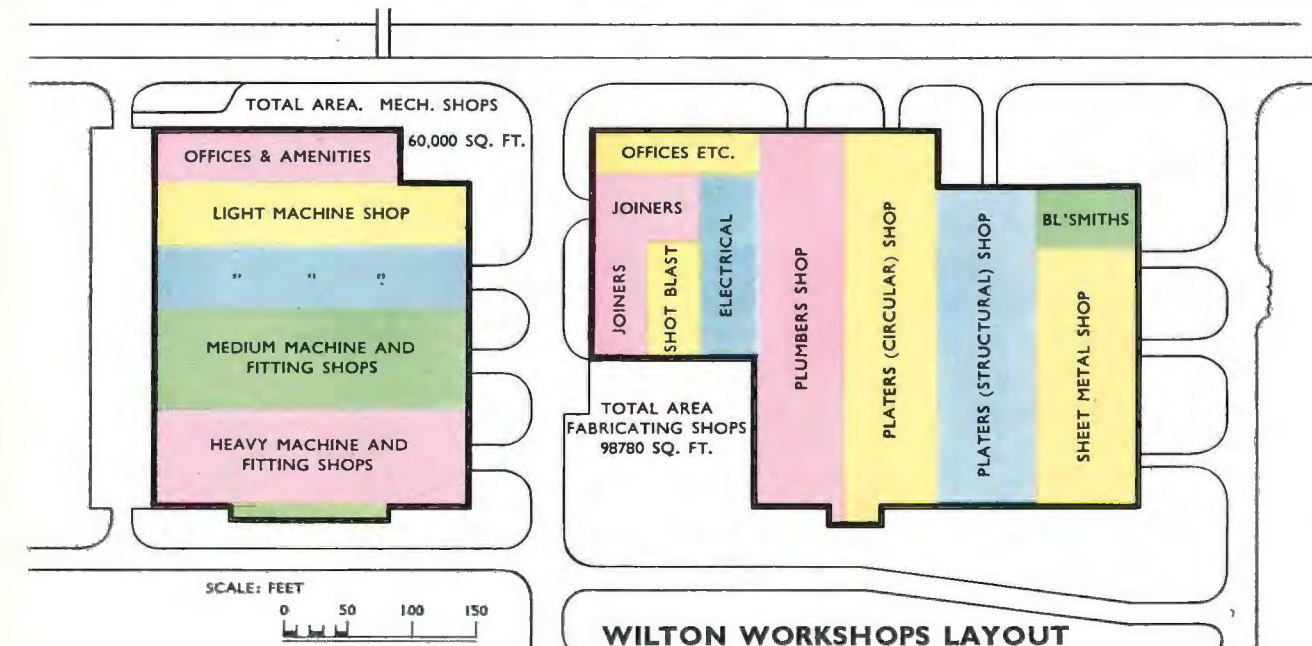 TOTAL AREA. MECH. SHOPS
60,000 SQ. FT.
OFFICES & AMENITIES
LIGHT MACHINE SHOP
" " "
MEDIUM MACHINE AND
FITTING SHOPS
HEAVY MACHINE AND
FITTING SHOPS
OFFICES ETC.
JOINERS
JOINERS
SHOT BLAST
ELECTRICAL
PLUMBERS SHOP
PLATERS (CIRCULAR) SHOP
PLATERS (STRUCTURAL) SHOP
BL'SMITHS
SHEET METAL SHOP
TOTAL AREA
FABRICATING SHOPS
98780 SQ. FT.
SCALE: FEET
0 50 100 150
WILTON WORKSHOPS LAYOUT